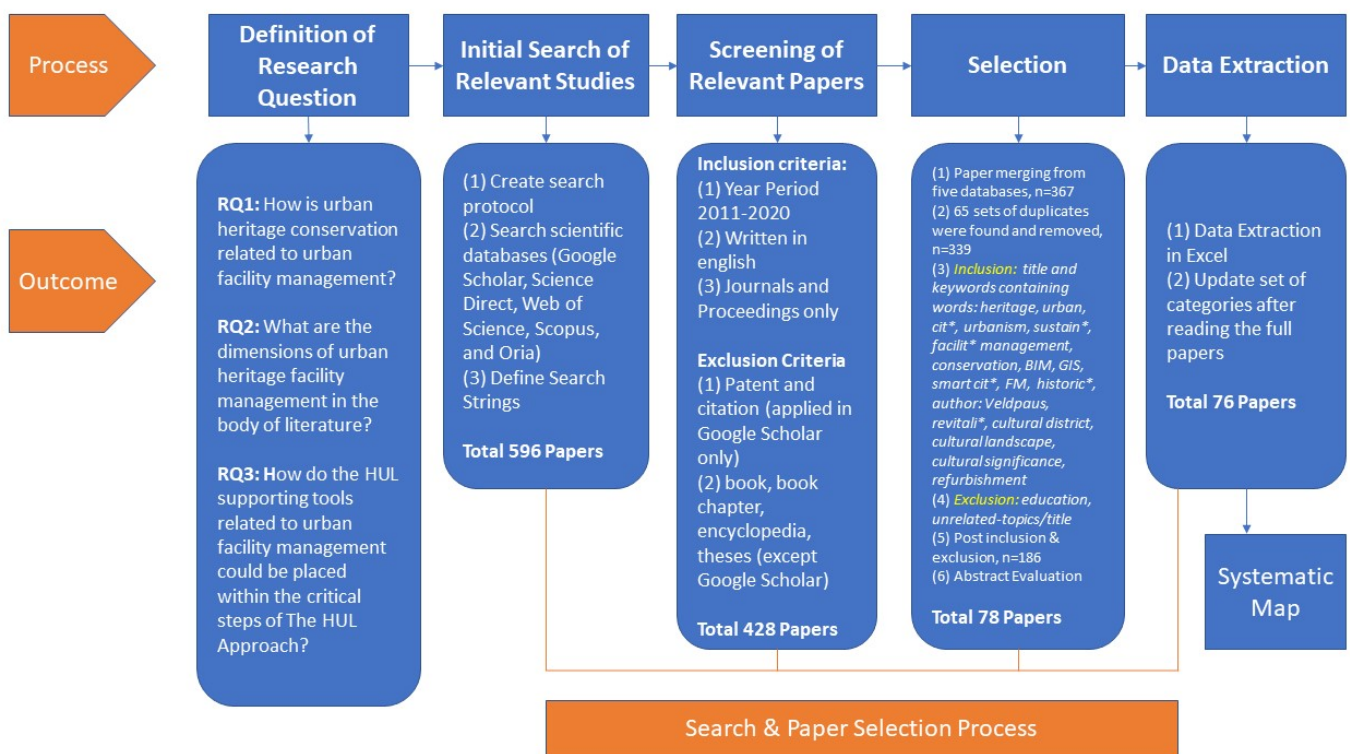 Process
Definition of
Research
Question
Initial Search of
Relevant Studies
Screening of
Relevant Papers
Selection
Data Extraction
Outcome
RQ1: How is urban
heritage conservation
related to urban
facility management?
RQ2: What are the
dimensions of urban
heritage facility
management in the
body of literature?
RQ3: How do the HUL
supporting tools
related to urban
facility management
could be placed
within the critical
steps of The HUL
Approach?
(1) Create search
protocol
(2) Search scientific
databases (Google
Scholar, Science
Direct, Web of
Science, Scopus,
and Oria)
(3) Define Search
Strings
Total 596 Papers
Inclusion criteria:
(1) Year Period
2011-2020
(2) Written in
english
(3) Journals and
Proceedings only
Exclusion Criteria
(1) Patent and
citation (applied in
Google Scholar
only)
(2) book, book
chapter,
encyclopedia,
theses (except
Google Scholar)
Total 428 Papers
(1) Paper merging from
five databases, n=367
(2) 65 sets of duplicates
were found and removed,
n=339
(3) Inclusion: title and
keywords containing
words: heritage, urban,
cit*, urbanism, sustain*,
facilit* management,
conservation, BIM, GIS,
smart cit*, FM, historic*,
author: Veldpaus,
revitali*, cultural district,
cultural landscape,
cultural significance,
refurbishment
(4) Exclusion: education,
unrelated-topics/title
(5) Post inclusion &
exclusion, n=186
(6) Abstract Evaluation
Total 78 Papers
(1) Data Extraction
in Excel
(2) Update set of
categories after
reading the full
papers
Total 76 Papers
Systematic
Map
Search & Paper Selection Process